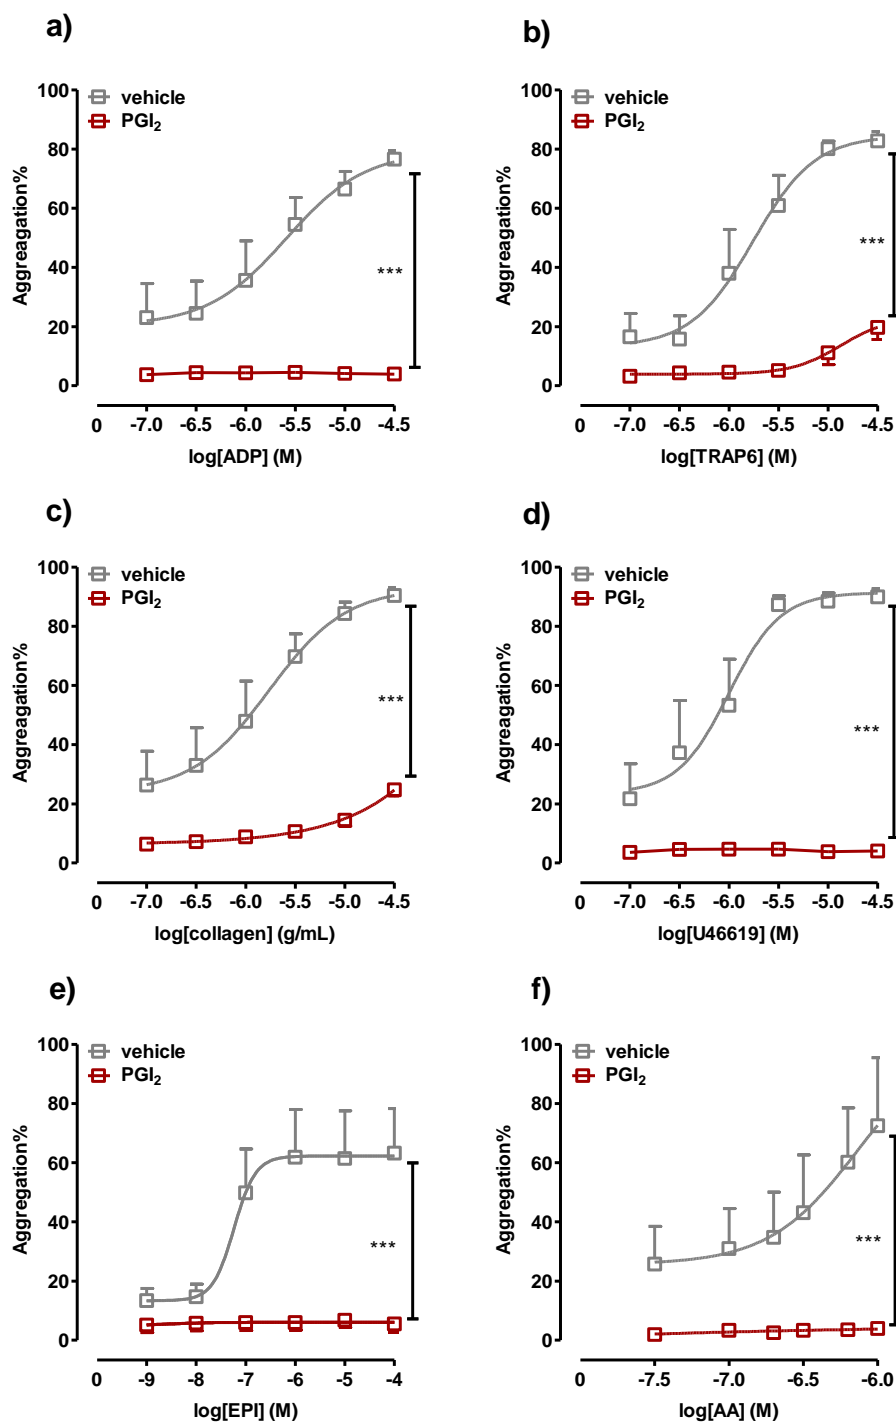 a)
vehicle
PGI₂
100
80
60
40
20
0
Aggreagation%
***
0 -7.0 -6.5 -6.0 -5.5 -5.0 -4.5
log[ADP] (M)
b)
vehicle
PGI₂
100
80
60
40
20
0
Aggreagation%
***
0 -7.0 -6.5 -6.0 -5.5 -5.0 -4.5
log[TRAP6] (M)
c)
vehicle
PGI₂
100
80
60
40
20
0
Aggreagation%
***
0 -7.0 -6.5 -6.0 -5.5 -5.0 -4.5
log[collagen] (g/mL)
d)
vehicle
PGI₂
100
80
60
40
20
0
Aggreagation%
***
0 -7.0 -6.5 -6.0 -5.5 -5.0 -4.5
log[U46619] (M)
e)
vehicle
PGI₂
100
80
60
40
20
0
Aggregation%
***
0 -9 -8 -7 -6 -5 -4
log[EPI] (M)
f)
vehicle
PGI₂
100
80
60
40
20
0
Aggreagation%
***
0 -7.5 -7.0 -6.5 -6.0
log[AA] (M)